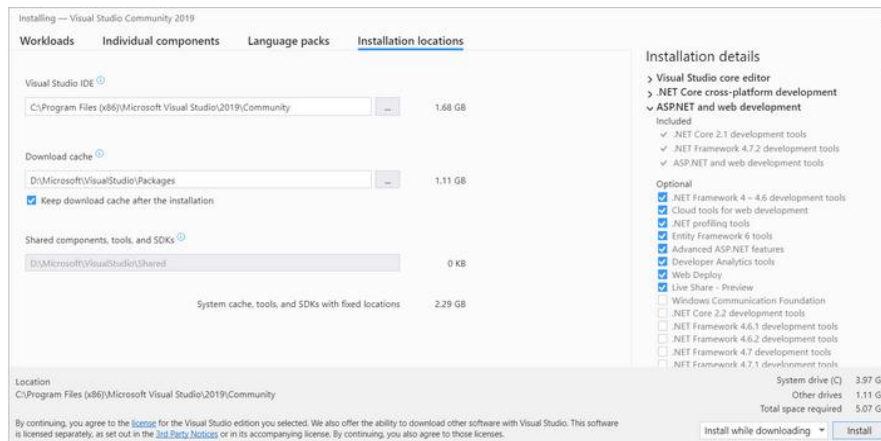 Installing — Visual Studio Community 2019
Workloads Individual components Language packs Installation locations
Visual Studio IDE
C:\Program Files (x86)\Microsoft Visual Studio\2019\Community ... 1.68 GB
Download cache
D:\Microsoft\VisualStudio\Packages ... 1.11 GB
Keep download cache after the installation
Shared components, tools, and SDKs
D:\Microsoft\VisualStudio\Shared 0 KB
System cache, tools, and SDKs with fixed locations 2.29 GB
Installation details
Visual Studio core editor
.NET Core cross-platform development
ASP.NET and web development
Included
.NET Core 2.1 development tools
.NET Framework 4.7.2 development tools
ASP.NET and web development tools
Optional
.NET Framework 4 – 4.6 development tools
Cloud tools for web development
.NET profiling tools
Entity Framework 6 tools
Advanced ASP.NET features
Developer Analytics tools
Web Deploy
Live Share - Preview
Windows Communication Foundation
.NET Core 2.2 development tools
.NET Framework 4.6.1 development tools
.NET Framework 4.6.2 development tools
.NET Framework 4.7 development tools
.NET Framework 4.7.1 development tools
Location
C:\Program Files (x86)\Microsoft Visual Studio\2019\Community
System drive (C) 3.97 G
Other drives 1.11 G
Total space required 5.07 G
By continuing, you agree to the license for the Visual Studio edition you selected. We also offer the ability to download other software with Visual Studio. This software
is licensed separately, as set out in the 3rd Party Notices or in its accompanying license. By continuing, you also agree to those licenses.
Install while downloading Install